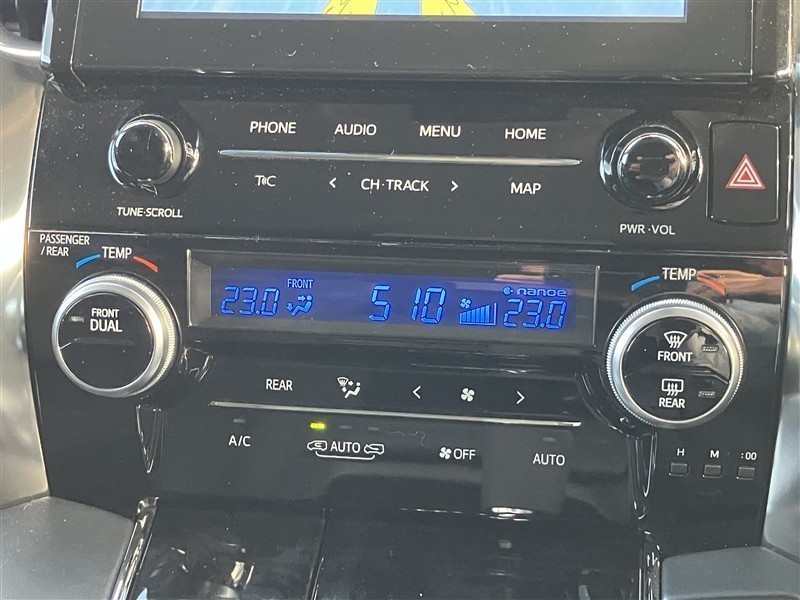 PHONE AUDIO MENU HOME
T C < CH·TRACK > MAP
TUNE·SCROLL
PWR·VOL
PASSENGER
/ REAR
TEMP
TEMP
FRONT
DUAL
23.0 FRONT 5 10 nanoe 23.0
FRONT
REAR
REAR < >
A/C AUTO OFF AUTO
H M :00